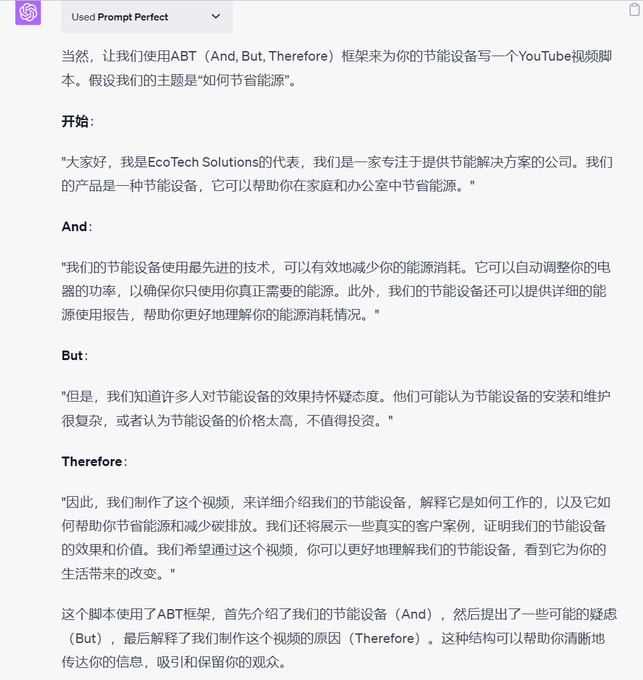 Used Prompt Perfect
当然，让我们使用ABT（And, But, Therefore）框架来为你的节能设备写一个YouTube视频脚
本。假设我们的主题是“如何节省能源”。
开始：
"大家好，我是EcoTech Solutions的代表，我们是一家专注于提供节能解决方案的公司。我们
的产品是一种节能设备，它可以帮助你在家庭和办公室中节省能源。"
And：
"我们的节能设备使用最先进的技术，可以有效地减少你的能源消耗。它可以自动调整你的电
器的功率，以确保你只使用你真正需要的能源。此外，我们的节能设备还可以提供详细的能
源使用报告，帮助你更好地理解你的能源消耗情况。"
But：
"但是，我们知道许多人对节能设备的效果持怀疑态度。他们可能认为节能设备的安装和维护
很复杂，或者认为节能设备的价格太高，不值得投资。"
Therefore：
"因此，我们制作了这个视频，来详细介绍我们的节能设备，解释它是如何工作的，以及它如
何帮助你节省能源和减少碳排放。我们还将展示一些真实的客户案例，证明我们的节能设备
的效果和价值。我们希望通过这个视频，你可以更好地理解我们的节能设备，看到它为你的
生活带来的改变。"
这个脚本使用了ABT框架，首先介绍了我们的节能设备（And），然后提出了一些可能的疑虑
（But），最后解释了我们制作这个视频的原因（Therefore）。这种结构可以帮助你清晰地
传达你的信息，吸引和保留你的观众。